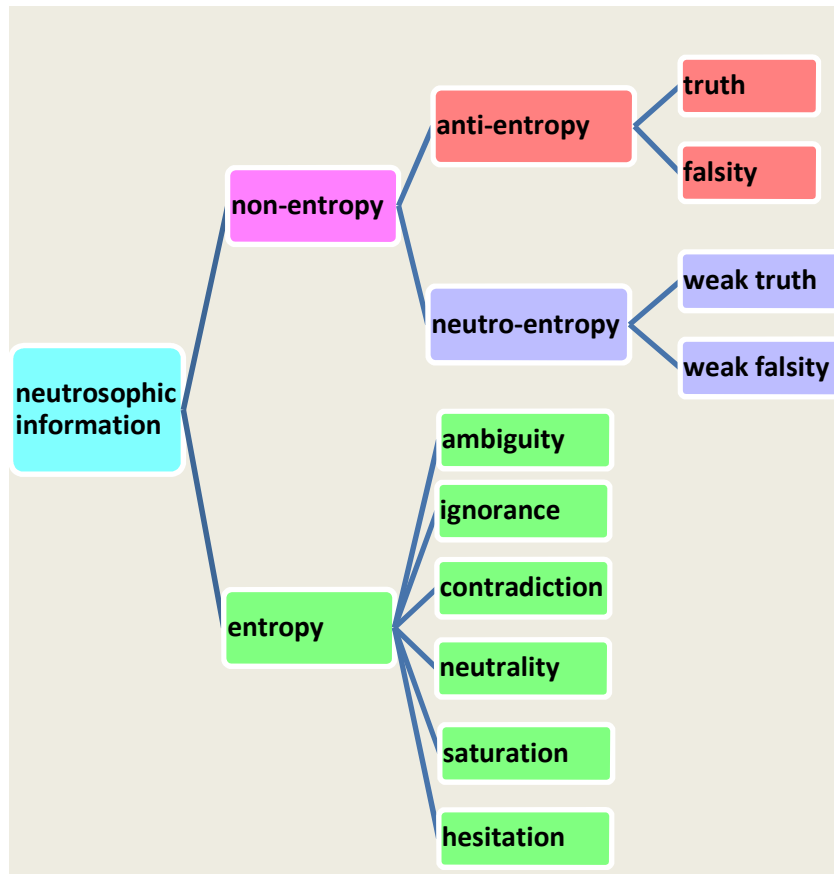 neutrosophic
information
non-entropy
anti-entropy
truth
falsity
neutro-entropy
weak truth
weak falsity
entropy
ambiguity
ignorance
contradiction
neutrality
saturation
hesitation